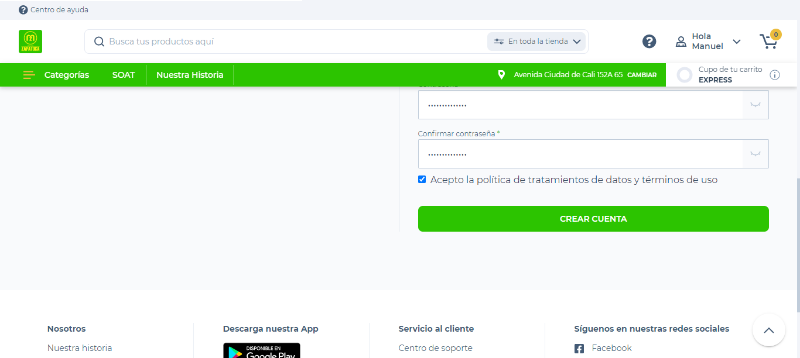 Centro de ayuda
Busca tus productos aquí
En toda la tienda
Hola
Manuel
0
Categorías
SOAT
Nuestra Historia
Avenida Ciudad de Cali 152A 65 CAMBIAR
Cupo de tu carrito
EXPRESS
••••••••••••••
Confirmar contraseña *
••••••••••••••
Acepto la política de tratamientos de datos y términos de uso
CREAR CUENTA
Nosotros
Descarga nuestra App
Servicio al cliente
Síguenos en nuestras redes sociales
Nuestra historia
DISPONIBLE EN
Google Play
Centro de soporte
Facebook